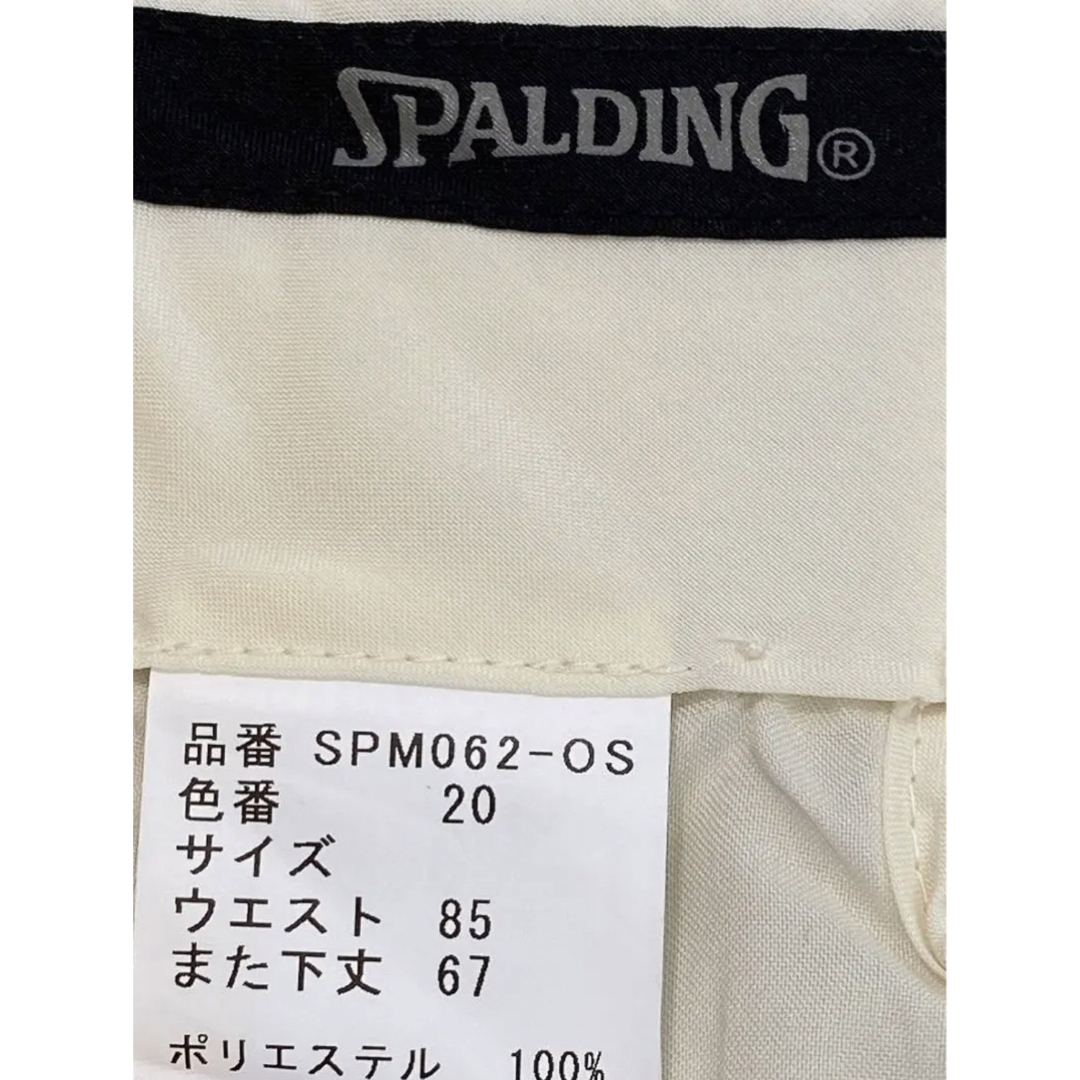 SPALDING®
品番 SPM062-OS
色番 20
サイズ
ウエスト 85
また下丈 67
ポリエステル 100%